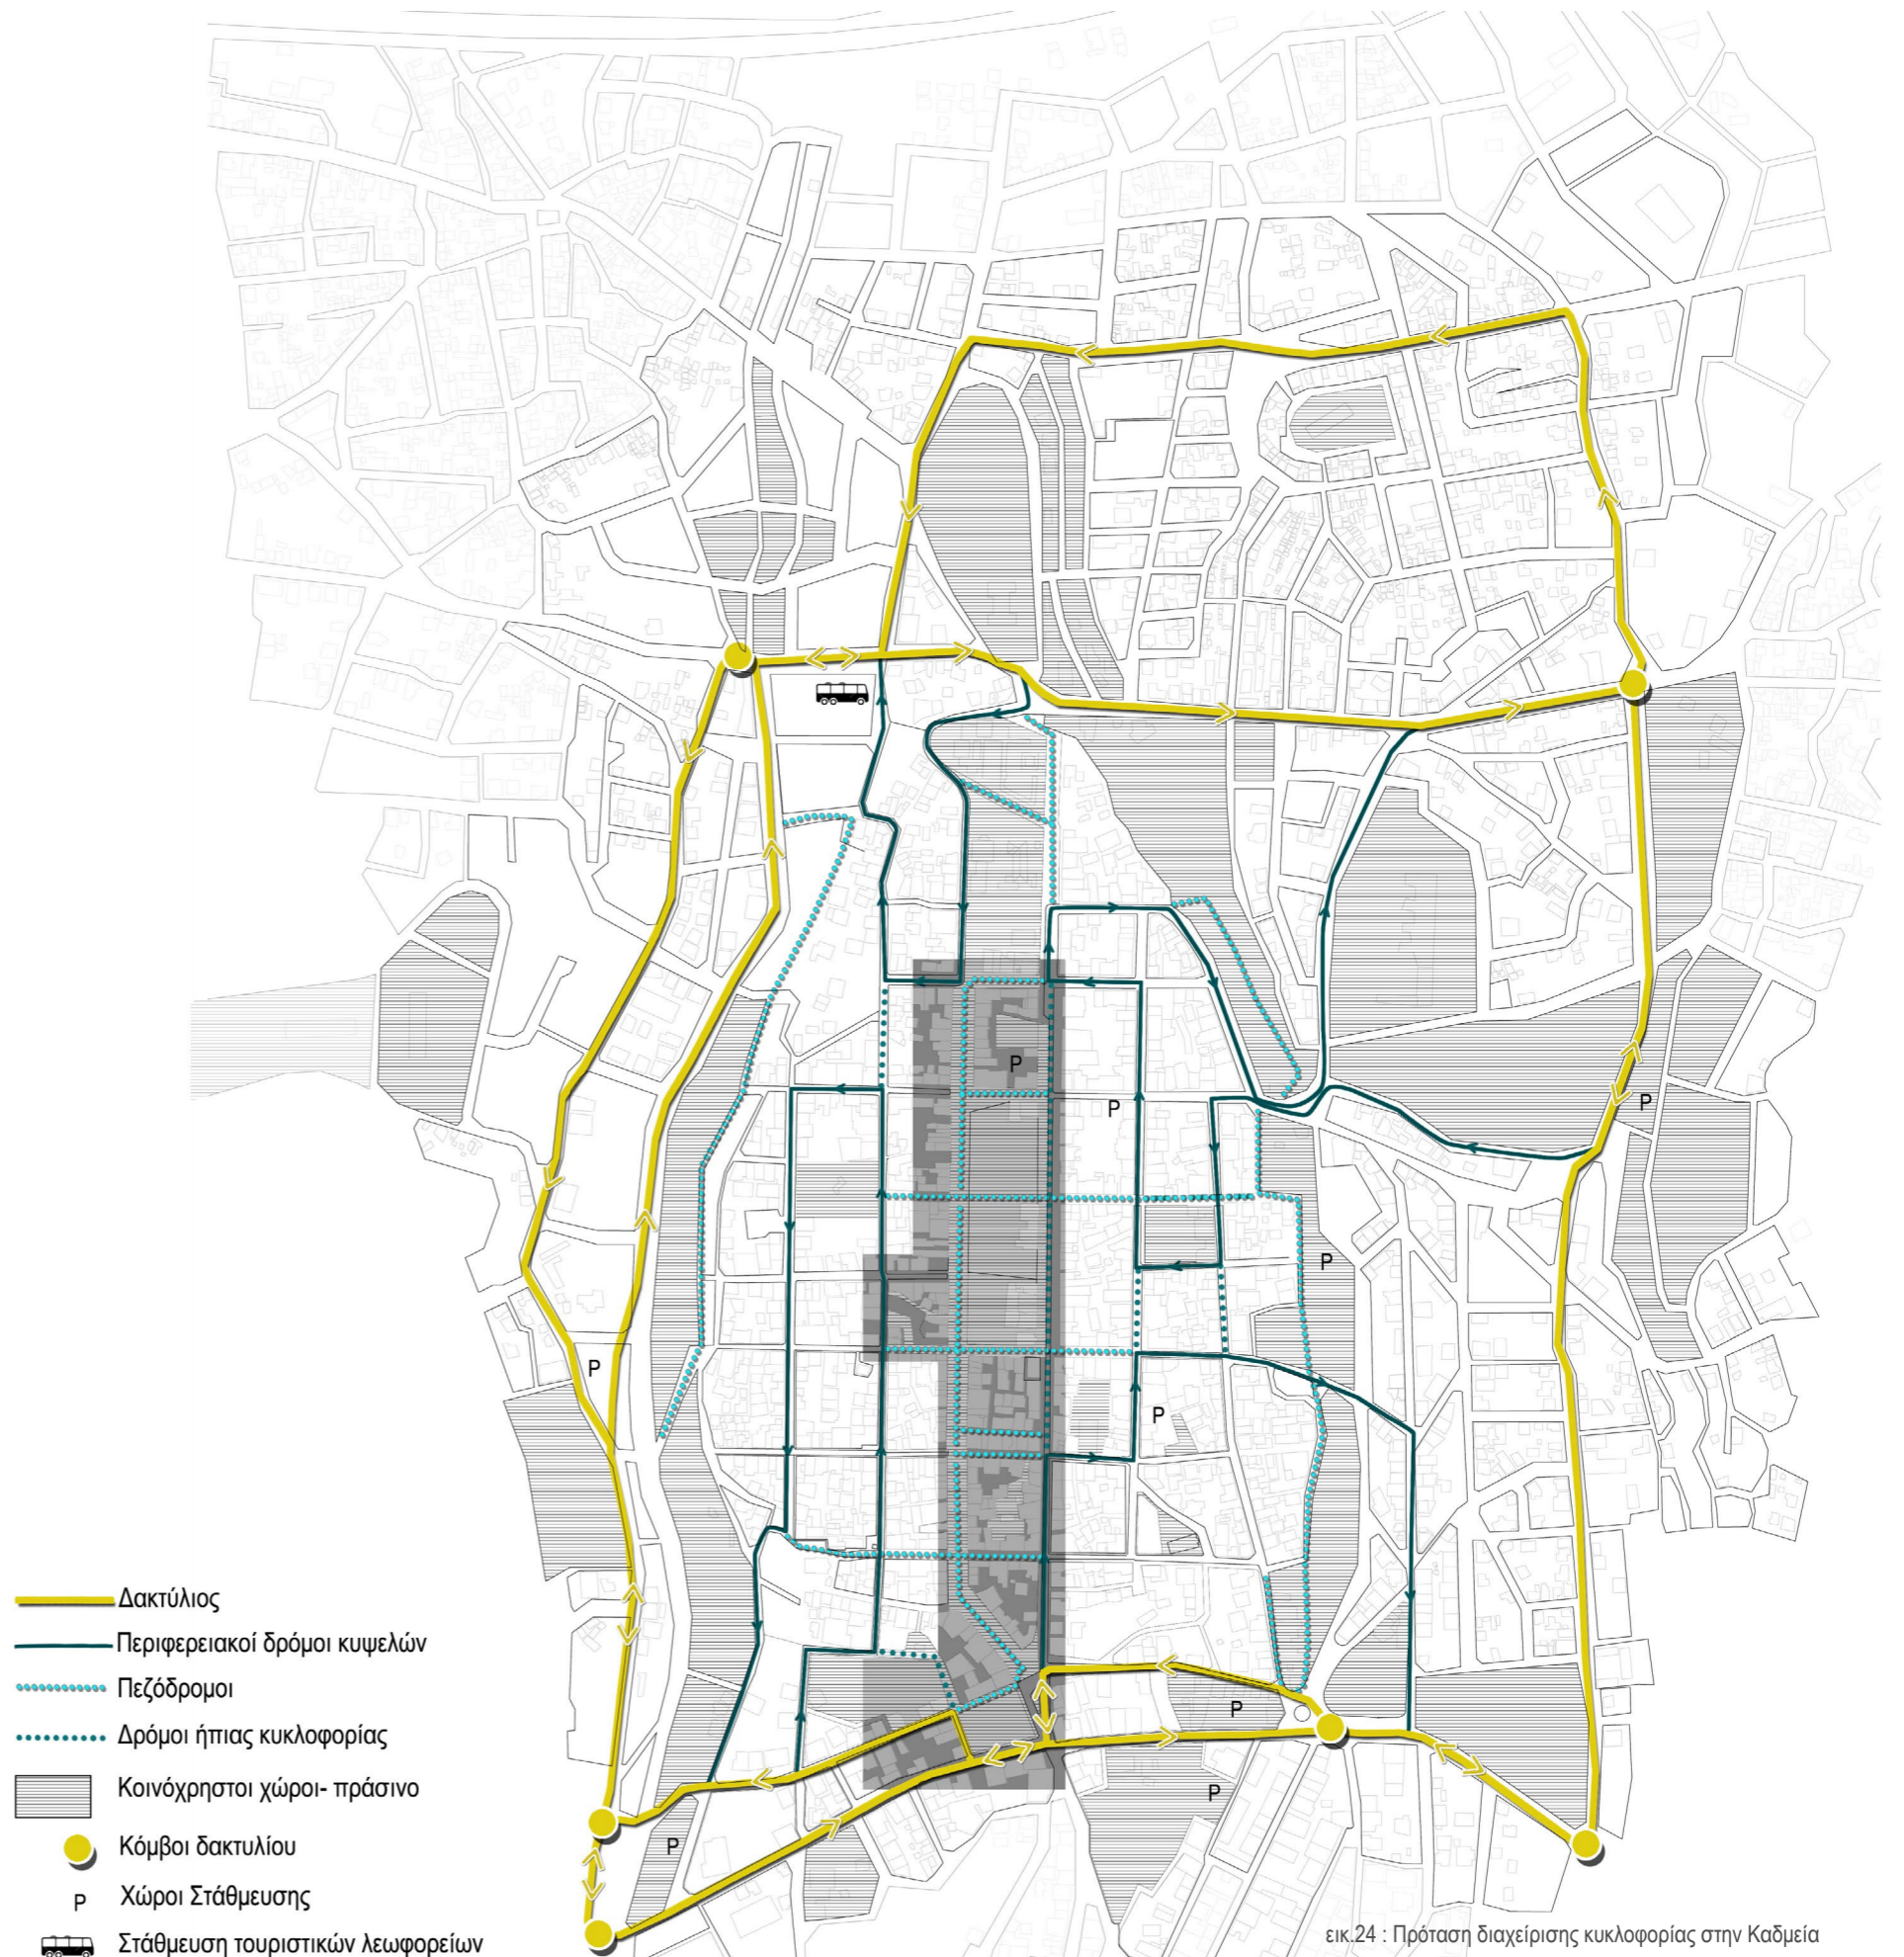 P
P
P
P
P
P
P
P
P
Δακτύλιος
Περιφερειακοί δρόμοι κυψελών
Πεζόδρομοι
Δρόμοι ήπιας κυκλοφορίας
Κοινόχρηστοι χώροι- πράσινο
Κόμβοι δακτυλίου
P Χώροι Στάθμευσης
Στάθμευση τουριστικών λεωφορείων
εικ.24 : Πρόταση διαχείρισης κυκλοφορίας στην Καδμεία